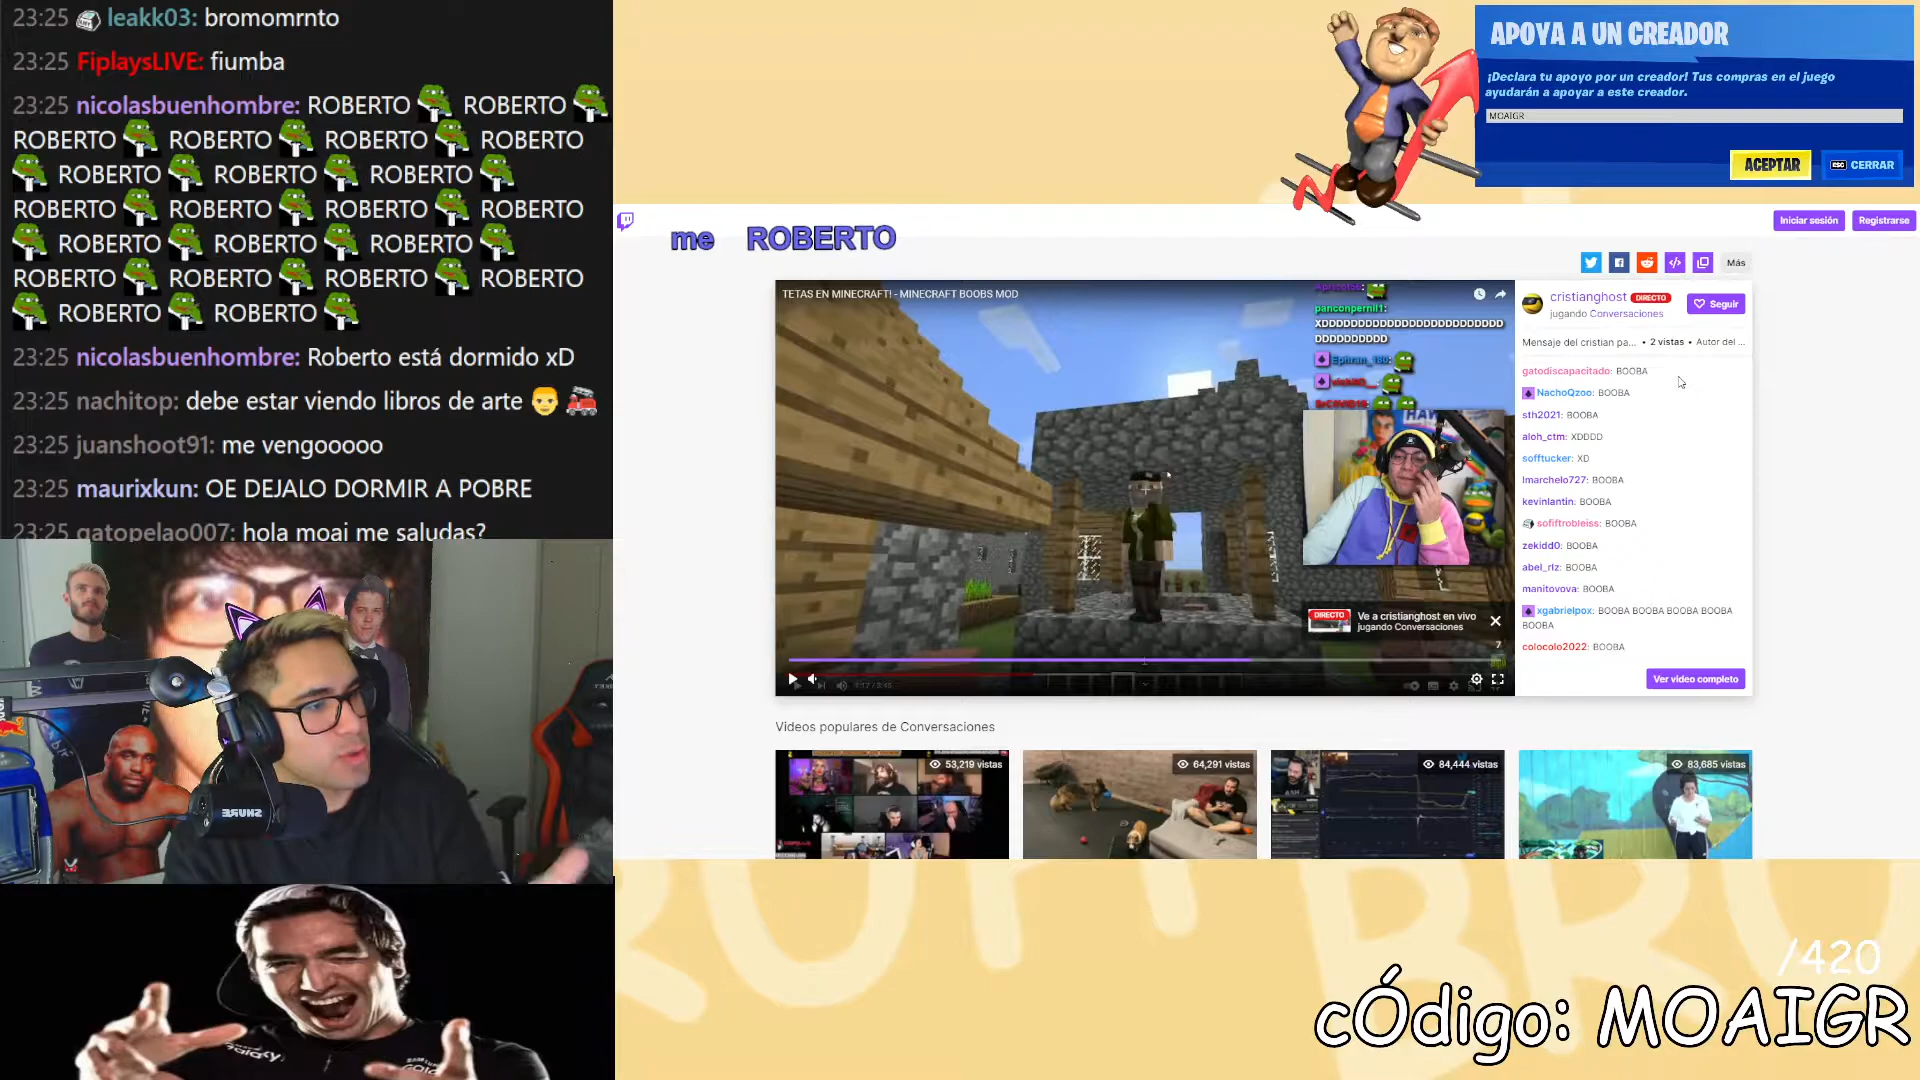 23:25 leakk03: bromomrnto
23:25 FiplaysLIVE: fiumba
23:25 nicolasbuenhombre: ROBERTO ROBERTO
ROBERTO ROBERTO ROBERTO ROBERTO
ROBERTO ROBERTO ROBERTO
ROBERTO ROBERTO ROBERTO ROBERTO
ROBERTO ROBERTO ROBERTO
ROBERTO ROBERTO ROBERTO ROBERTO
ROBERTO ROBERTO
23:25 nicolasbuenhombre: Roberto está dormido xD
23:25 nachitop: debe estar viendo libros de arte
23:25 juanshoot91: me vengooooo
23:25 maurixkun: OE DEJALO DORMIR A POBRE
23:25 gatopelao007: hola moai me saludas?
SHURE
APOYA A UN CREADOR
¡Declara tu apoyo por un creador! Tus compras en el juego
ayudarán a apoyar a este creador.
MOAIGR
ACEPTAR
ESC CERRAR
Iniciar sesión
Registrarse
me ROBERTO
Más
TETAS EN MINECRAFT! - MINECRAFT BOOBS MOD
panconpernil1:
XDDDDDDDDDDDDDDDDDDDDDDDD
DDDDDDDDDD
Ephran_180:
DIRECTO
Ve a cristianghost en vivo
jugando Conversaciones
7
cristianghost DIRECTO
jugando Conversaciones
Seguir
Mensaje del cristian pa... • 2 vistas • Autor del ...
gatodiscapacitado: BOOBA
NachoQzoo: BOOBA
sth2021: BOOBA
aloh_ctm: XDDDD
sofftucker: XD
lmarchelo727: BOOBA
kevinlantin: BOOBA
sofiftrobleiss: BOOBA
zekidd0: BOOBA
abel_rlz: BOOBA
manitovova: BOOBA
xgabrielpox: BOOBA BOOBA BOOBA BOOBA
BOOBA
colocolo2022: BOOBA
Ver video completo
Videos populares de Conversaciones
53,219 vistas
64,291 vistas
84,444 vistas
83,685 vistas
/420
cÓdigo: MOAIGR